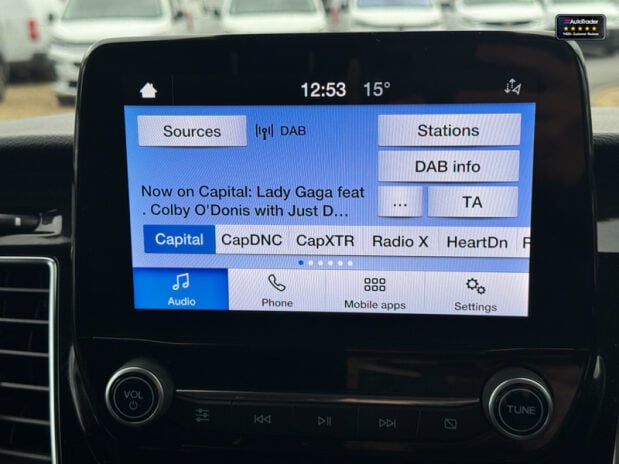 AutoTrader
12:53 15°
Sources DAB Stations
DAB info
Now on Capital: Lady Gaga feat
. Colby O'Donis with Just D...
... TA
Capital CapDNC CapXTR Radio X HeartDn
Audio Phone Mobile apps Settings
VOL TUNE